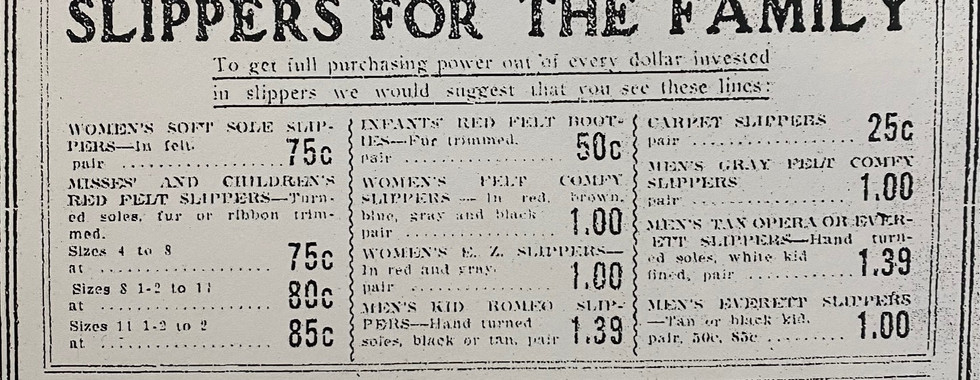 SLIPPERS FOR THE FAMILY
To get full purchasing power out of every dollar invested
in slippers we would suggest that you see these lines:
WOMEN'S SOFT SOLE SLIP-
PERS—In felt,
pair .................. 75c
MISSES' AND CHILDREN'S
RED FELT SLIPPERS—Turn-
ed soles, fur or ribbon trim-
med.
Sizes 4 to 8
at .................. 75c
Sizes 8 1-2 to 11
at .................. 80c
Sizes 11 1-2 to 2
at .................. 85c
INFANTS' RED FELT BOOT-
IES—Fur trimmed,
pair .................. 50c
WOMEN'S FELT COMFY
SLIPPERS — In red, brown,
blue, gray and black
pair .................. 1.00
WOMEN'S E. Z. SLIPPERS—
In red and gray,
pair .................. 1.00
MEN'S KID ROMEO SLIP-
PERS—Hand turned
soles, black or tan, pair 1.39
CARPET SLIPPERS
pair .................. 25c
MEN'S GRAY FELT COMFY
SLIPPERS
pair .................. 1.00
MEN'S TAN OPERA OR EVER-
ETT SLIPPERS—Hand turn-
ed soles, white kid
lined, pair ............ 1.39
MEN'S EVERETT SLIPPERS
—Tan or black kid,
pair, 50c, 85c ......... 1.00